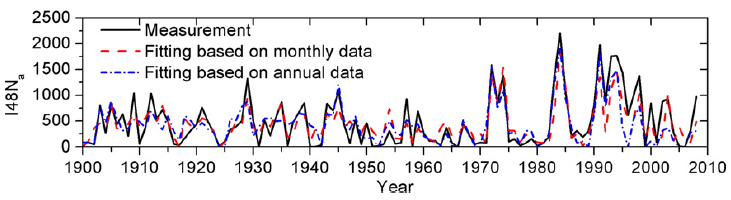 2500
2000
1500
1000
500
0
I48Na
Measurement
Fitting based on monthly data
Fitting based on annual data
1900 1910 1920 1930 1940 1950 1960 1970 1980 1990 2000 2010
Year